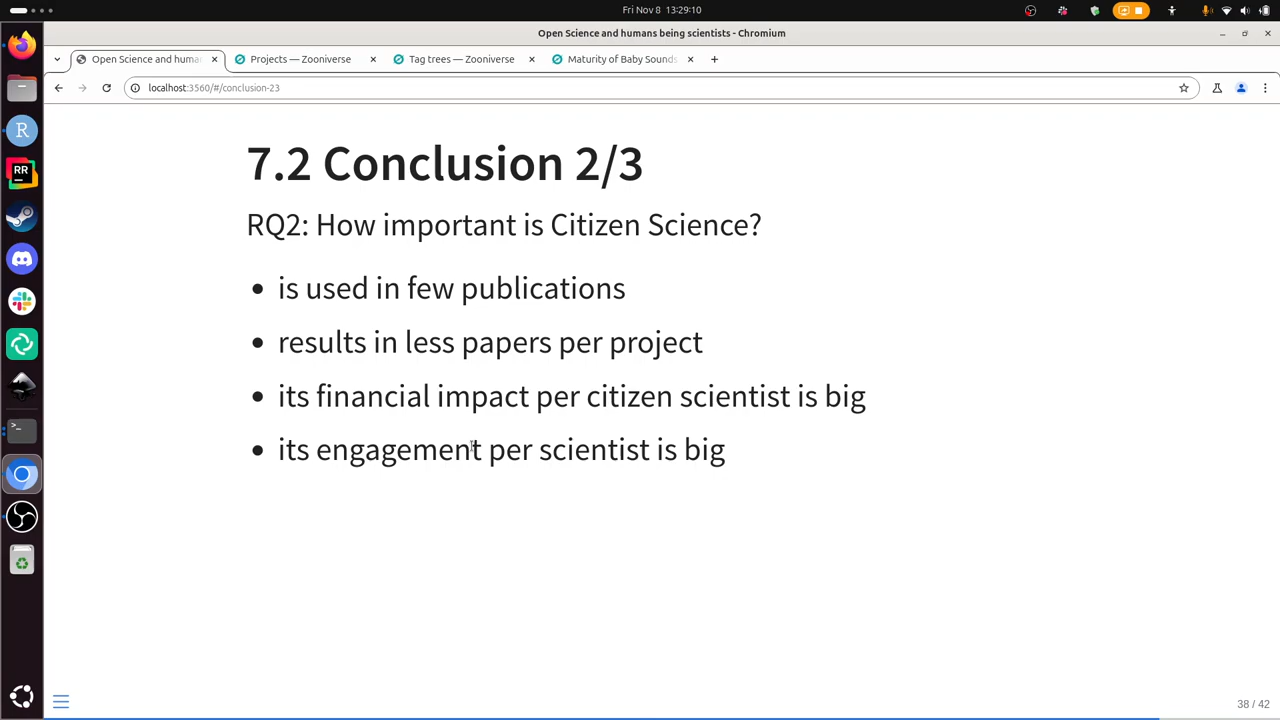 Fri Nov 8 13:29:10
Open Science and humans being scientists - Chromium
Open Science and human
Projects — Zooniverse
Tag trees — Zooniverse
Maturity of Baby Sounds
localhost:3560/#/conclusion-23
7.2 Conclusion 2/3
RQ2: How important is Citizen Science?
• is used in few publications
• results in less papers per project
• its financial impact per citizen scientist is big
• its engagement per scientist is big
38 / 42
R
RR